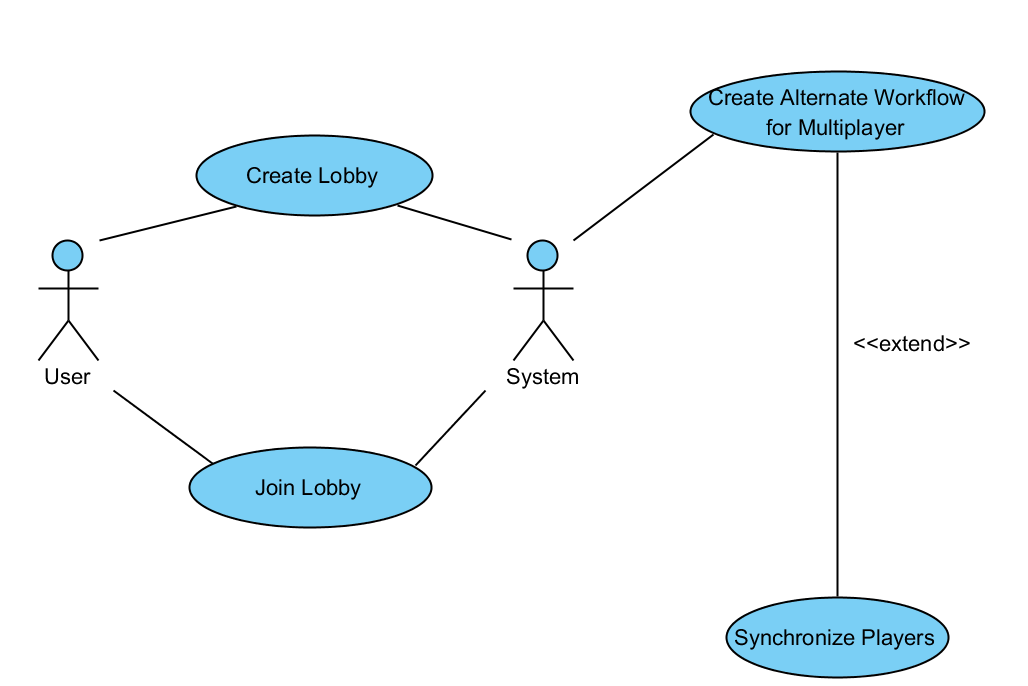 Create Alternate Workflow
for Multiplayer
Create Lobby
User
System
<<extend>>
Join Lobby
Synchronize Players